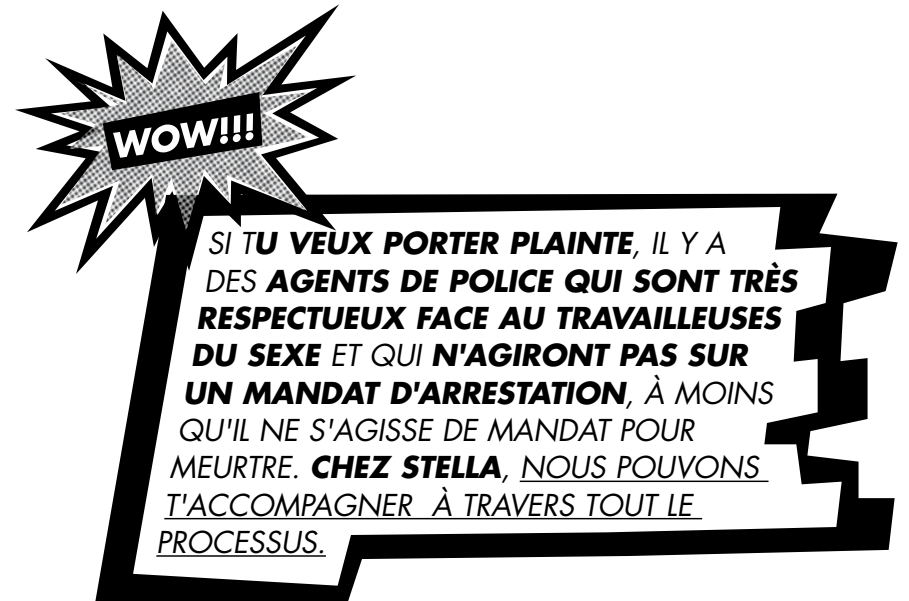 WOW!!!
SI TU VEUX PORTER PLAINTE, IL Y A
DES AGENTS DE POLICE QUI SONT TRÈS
RESPECTUEUX FACE AU TRAVAILLEUSES
DU SEXE ET QUI N'AGIRONT PAS SUR
UN MANDAT D'ARRESTATION, À MOINS
QU'IL NE S'AGISSE DE MANDAT POUR
MEURTRE. CHEZ STELLA, NOUS POUVONS
T'ACCOMPAGNER À TRAVERS TOUT LE
PROCESSUS.